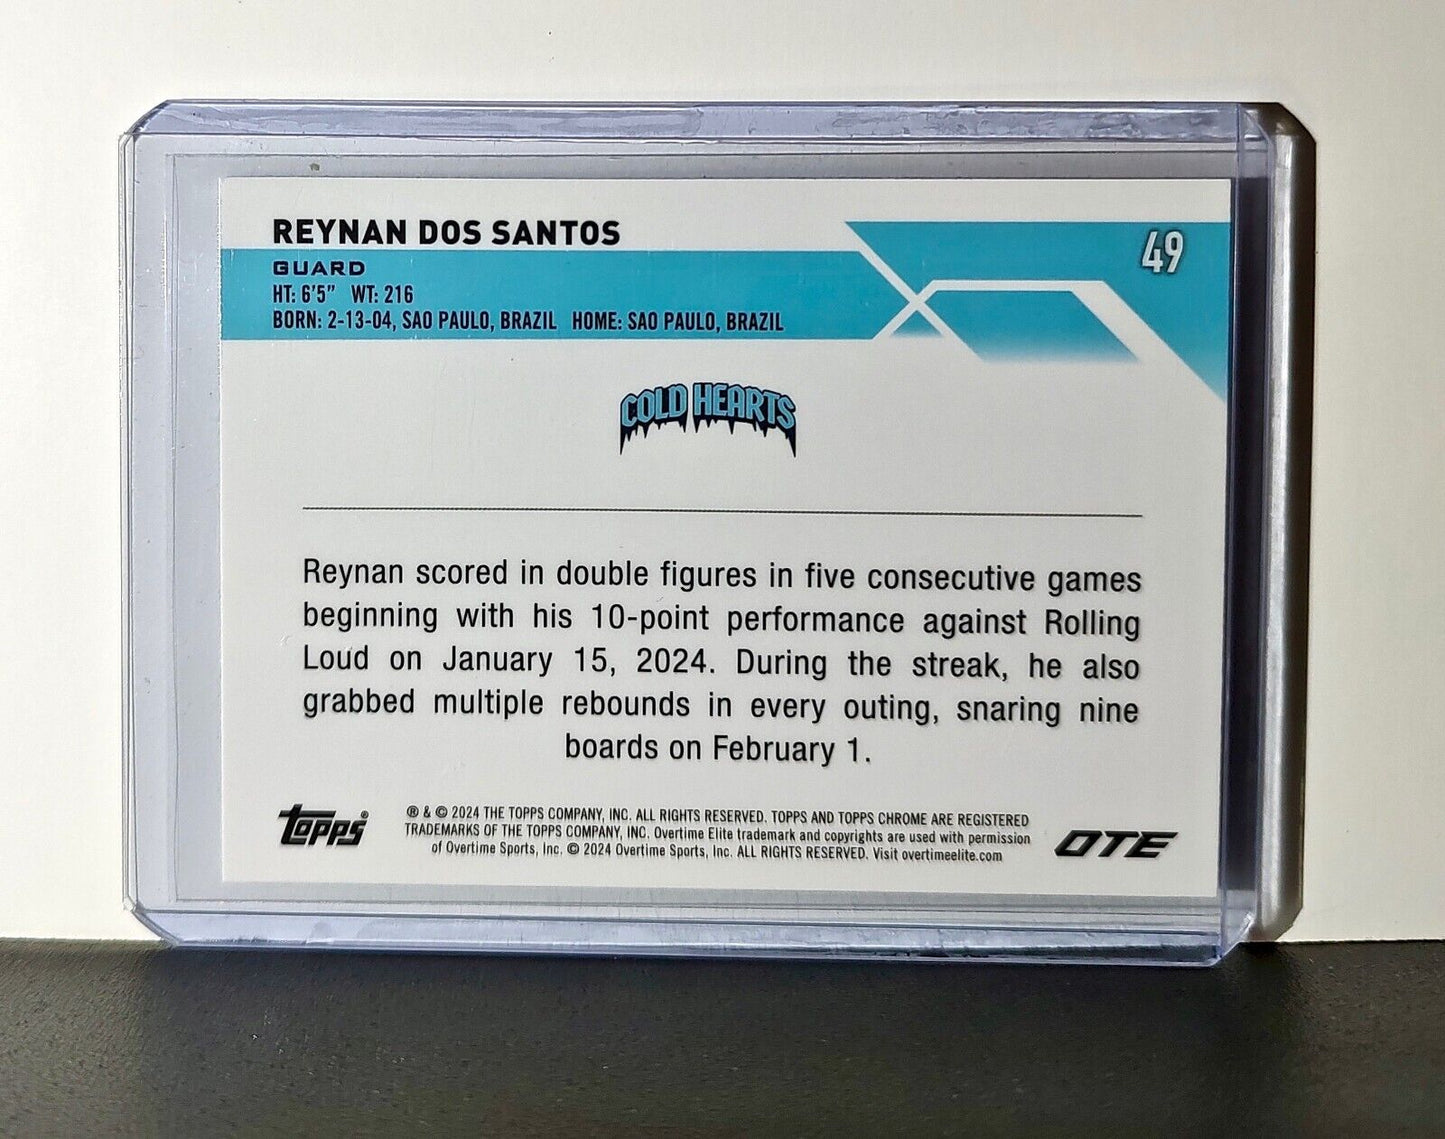 REYNAN DOS SANTOS
49
GUARD
HT: 6'5" WT: 216
BORN: 2-13-04, SAO PAULO, BRAZIL HOME: SAO PAULO, BRAZIL
COLD HEARTS
Reynan scored in double figures in five consecutive games
beginning with his 10-point performance against Rolling
Loud on January 15, 2024. During the streak, he also
grabbed multiple rebounds in every outing, snaring nine
boards on February 1.
topps®
® & © 2024 THE TOPPS COMPANY, INC. ALL RIGHTS RESERVED. TOPPS AND TOPPS CHROME ARE REGISTERED
TRADEMARKS OF THE TOPPS COMPANY, INC. Overtime Elite trademark and copyrights are used with permission
of Overtime Sports, Inc. © 2024 Overtime Sports, Inc. ALL RIGHTS RESERVED. Visit overtimeelite.com
OTE